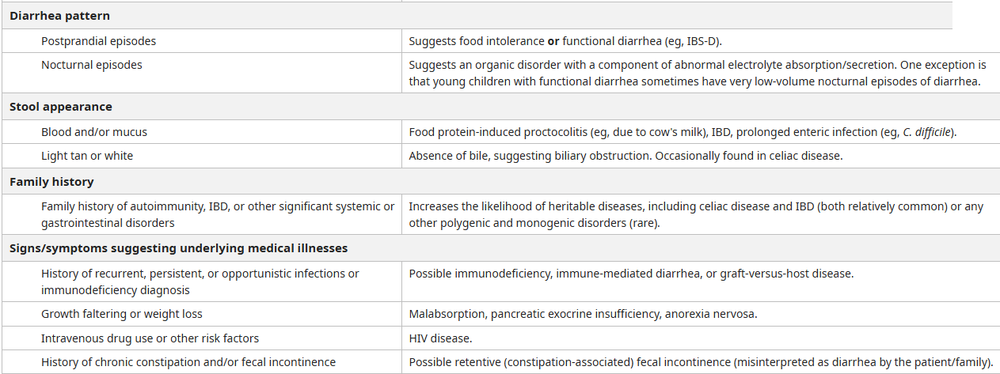 Diarrhea pattern
Postprandial episodes
Suggests food intolerance or functional diarrhea (eg, IBS-D).
Nocturnal episodes
Suggests an organic disorder with a component of abnormal electrolyte absorption/secretion. One exception is
that young children with functional diarrhea sometimes have very low-volume nocturnal episodes of diarrhea.
Stool appearance
Blood and/or mucus
Food protein-induced proctocolitis (eg, due to cow's milk), IBD, prolonged enteric infection (eg, C. difficile).
Light tan or white
Absence of bile, suggesting biliary obstruction. Occasionally found in celiac disease.
Family history
Family history of autoimmunity, IBD, or other significant systemic or
gastrointestinal disorders
Increases the likelihood of heritable diseases, including celiac disease and IBD (both relatively common) or any
other polygenic and monogenic disorders (rare).
Signs/symptoms suggesting underlying medical illnesses
History of recurrent, persistent, or opportunistic infections or
immunodeficiency diagnosis
Possible immunodeficiency, immune-mediated diarrhea, or graft-versus-host disease.
Growth faltering or weight loss
Malabsorption, pancreatic exocrine insufficiency, anorexia nervosa.
Intravenous drug use or other risk factors
HIV disease.
History of chronic constipation and/or fecal incontinence
Possible retentive (constipation-associated) fecal incontinence (misinterpreted as diarrhea by the patient/family).